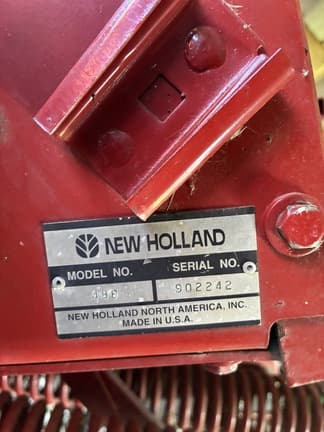 NEW HOLLAND
MODEL NO. SERIAL NO.
902242
NEW HOLLAND NORTH AMERICA, INC.
MADE IN U.S.A.